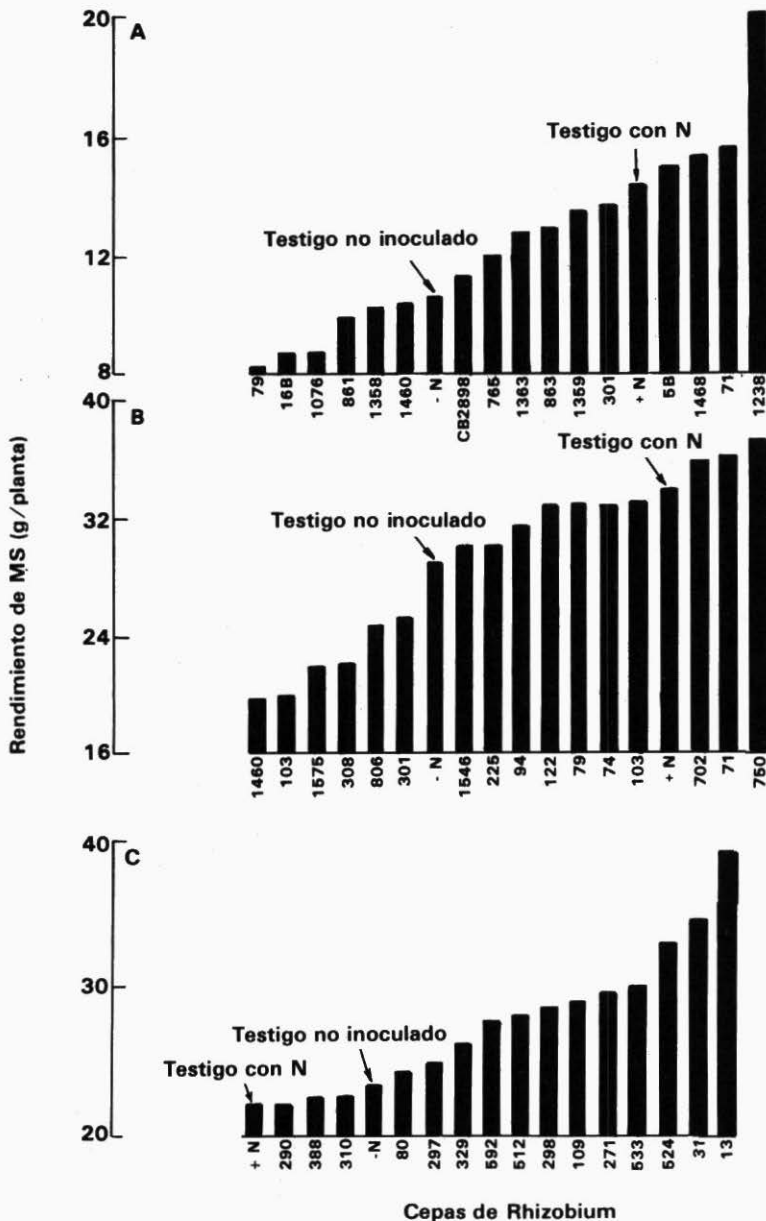 Rendimiento de MS (g/planta)
A
20
16
12
8
Testigo no inoculado
Testigo con N
79
16B
1076
861
1358
1460
- N
CB2898
765
1363
863
1359
301
+ N
5B
1468
71
1238
B
40
32
24
16
Testigo no inoculado
Testigo con N
1460
103
1575
308
806
301
- N
1546
225
94
122
79
74
103
+ N
702
71
750
C
40
30
20
Testigo con N
Testigo no inoculado
+ N
290
388
310
-N
80
297
329
592
512
298
109
271
533
524
31
13
Cepas de Rhizobium